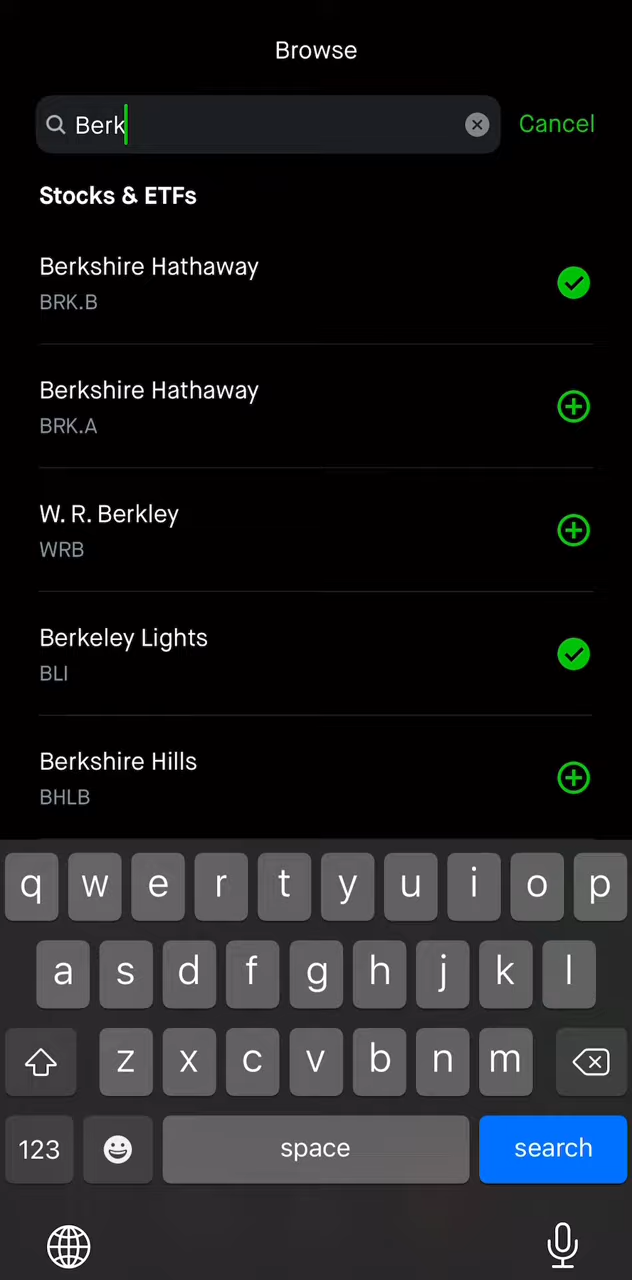 Browse
Berk
Cancel
Stocks & ETFs
Berkshire Hathaway
BRK.B
Berkshire Hathaway
BRK.A
W. R. Berkley
WRB
Berkeley Lights
BLI
Berkshire Hills
BHLB
q w e r t y u i o p
a s d f g h j k l
z x c v b n m
123 space search